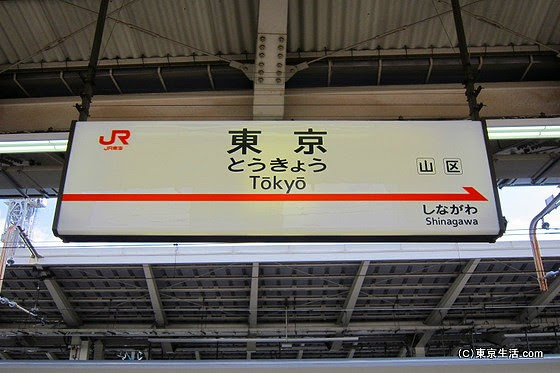 JR
JR東海
東京
とうきょう
Tōkyō
山 区
しながわ
Shinagawa
(C)東京生活.com